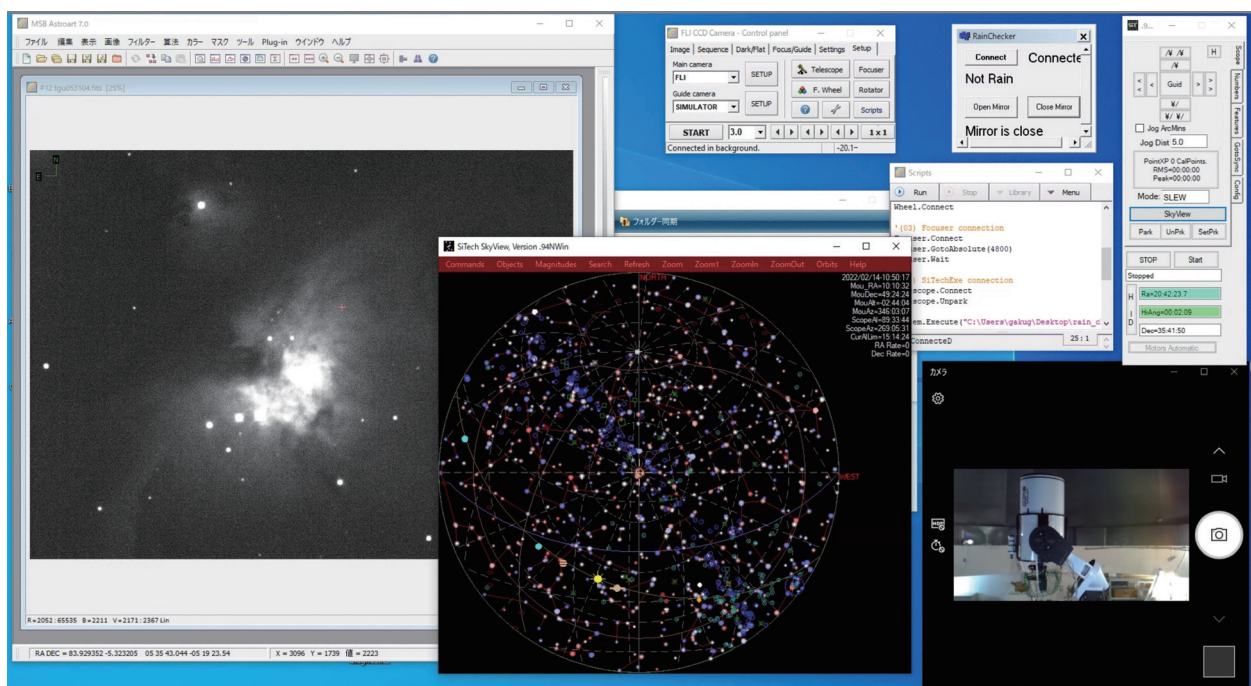 MSB Astroart 7.0
ファイル 編集 表示 画像 フィルター 算法 カラー マスク ツール Plug-in ウインドウ ヘルプ
N
E
R=2052 : 65535 B=2211 V=2171 : 2367 Lin
RA DEC = 83.929352 -5.323205 05 35 43.044 -05 19 23.54 X = 3096 Y = 1739 値 = 2223
FLI CCD Camera - Control panel
Image Sequence Dark/Flat Focus/Guide Settings Setup
Main camera
FLI SETUP Telescope Focuser
Guide camera F. Wheel Rotator
SIMULATOR SETUP Scripts
START 3.0 1 x 1
Connected in background. -20.1~
フォルダー同期
RainChecker
Connect Connecte
Not Rain
Open Mirror Close Mirror
Mirror is close
Scripts
Run Stop Library Menu
Wheel.Connect
'(03) Focuser connection
user.Connect
user.GotoAbsolute(4800)
user.Wait
SiTechExe connection
scope.Connect
scope.Unpark
em.Execute("C:\Users\gakug\Desktop\rain_c
ConnecteD 25 : 1
SiTech SkyView, Version .94NWin
Commands Objects Magnitudes Search Refresh Zoom Zoom1 ZoomIn ZoomOut Orbits Help
NORTH
2022/02/14-10:50:17
Mou_RA=10:10:32
MouDec=49:24:24
MouAlt=-02:44:04
MouAz=346:03:07
ScopeAl=89:33:44
ScopeAz=269:05:31
CurAlLim=15:14:24
RA Rate=0
Dec Rate=0
WEST
.9...
H
Guid
Jog ArcMins
Jog Dist 5.0
PointXP 0 CalPoints.
RMS=00:00:00
Peak=00:00:00
Mode: SLEW
SkyView
Park UnPrk SetPrk
STOP Start
Stopped
Ra=20:42:23.7
HrAng=00:02:09
Dec=35:41:50
H
I
D
Motors Automatic
Scope
Numbers
Features
GotoSync
Config
カメラ